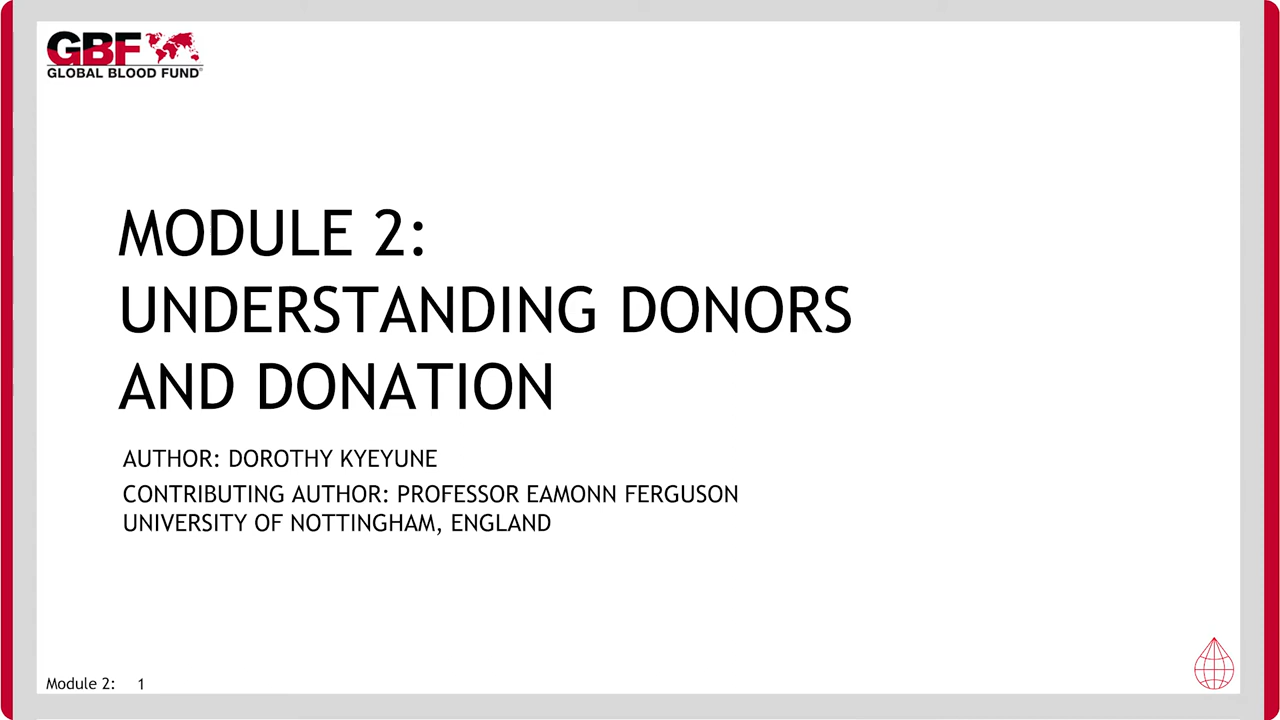 GBF
GLOBAL BLOOD FUND®
MODULE 2:
UNDERSTANDING DONORS
AND DONATION
AUTHOR: DOROTHY KYEYUNE
CONTRIBUTING AUTHOR: PROFESSOR EAMONN FERGUSON
UNIVERSITY OF NOTTINGHAM, ENGLAND
Module 2: 1